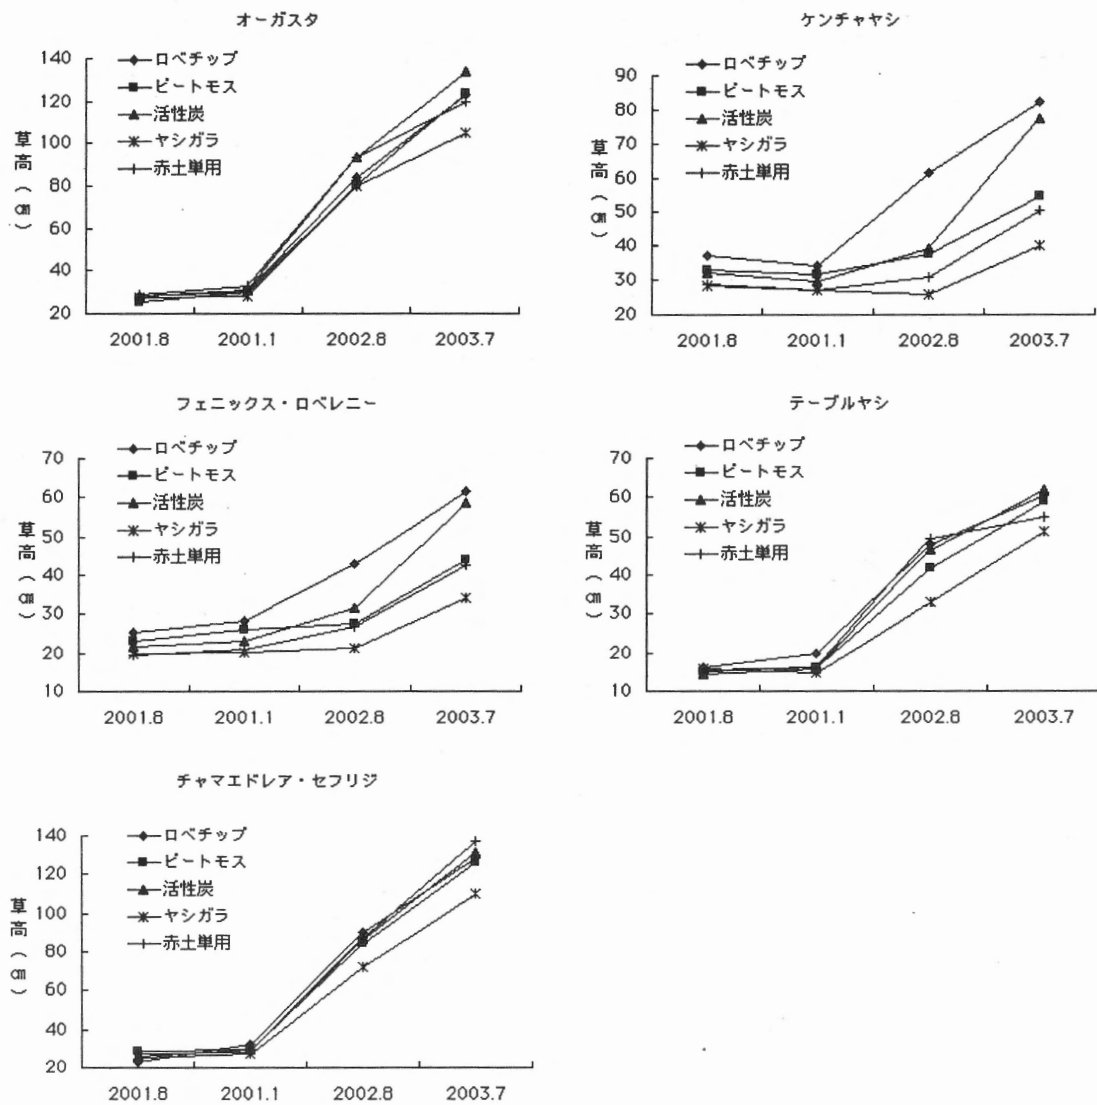 オーガスタ
140
120
100
80
60
40
20
草高(㎝)
ロベチップ
ピートモス
活性炭
ヤシガラ
赤土単用
2001.8 2001.1 2002.8 2003.7
ケンチャヤシ
90
80
70
60
50
40
30
20
草高(㎝)
ロベチップ
ピートモス
活性炭
ヤシガラ
赤土単用
2001.8 2001.1 2002.8 2003.7
フェニックス・ロベレニー
70
60
50
40
30
20
10
草高(㎝)
ロベチップ
ピートモス
活性炭
ヤシガラ
赤土単用
2001.8 2001.1 2002.8 2003.7
テーブルヤシ
70
60
50
40
30
20
10
草高(㎝)
ロベチップ
ピートモス
活性炭
ヤシガラ
赤土単用
2001.8 2001.1 2002.8 2003.7
チャマエドレア・セフリジ
140
120
100
80
60
40
20
草高(㎝)
ロベチップ
ピートモス
活性炭
ヤシガラ
赤土単用
2001.8 2001.1 2002.8 2003.7